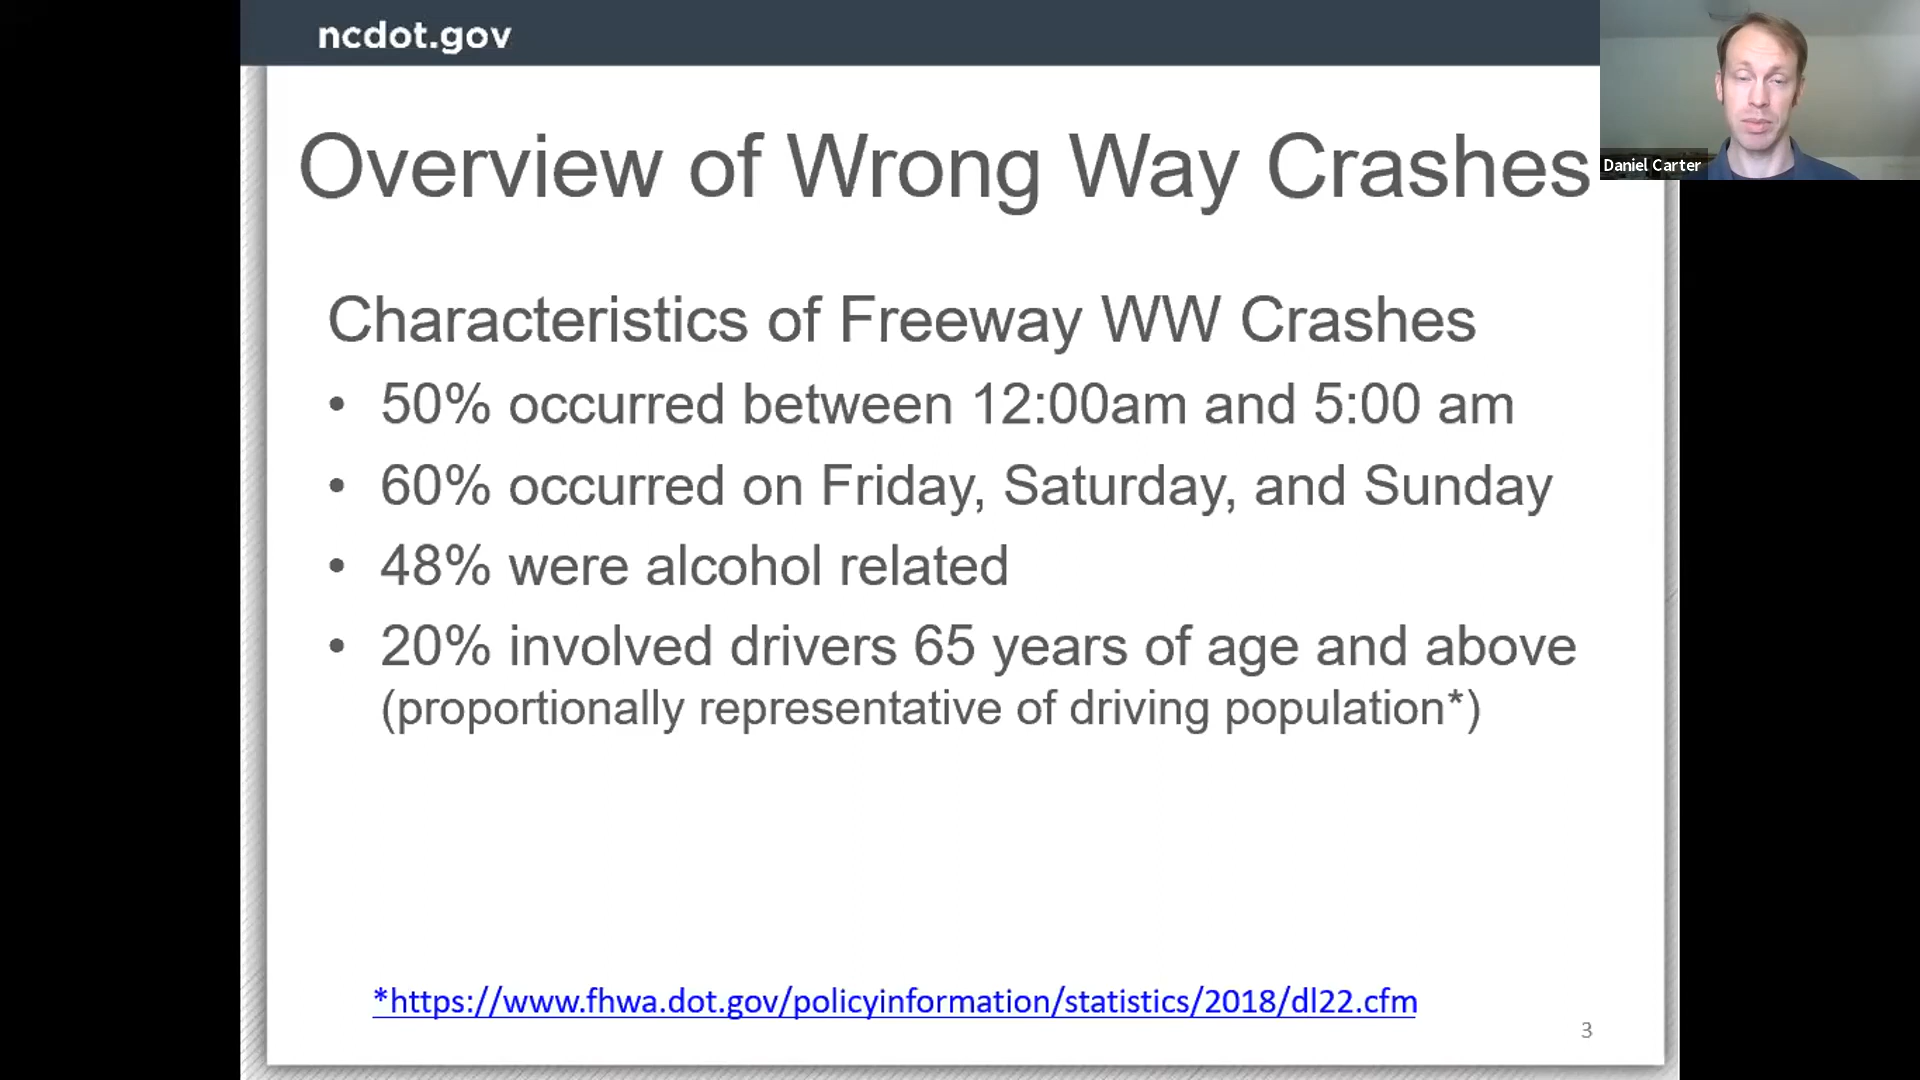 ncdot.gov
Daniel Carter
Overview of Wrong Way Crashes
Characteristics of Freeway WW Crashes
• 50% occurred between 12:00am and 5:00 am
• 60% occurred on Friday, Saturday, and Sunday
• 48% were alcohol related
• 20% involved drivers 65 years of age and above
(proportionally representative of driving population*)
*https://www.fhwa.dot.gov/policyinformation/statistics/2018/dl22.cfm
3